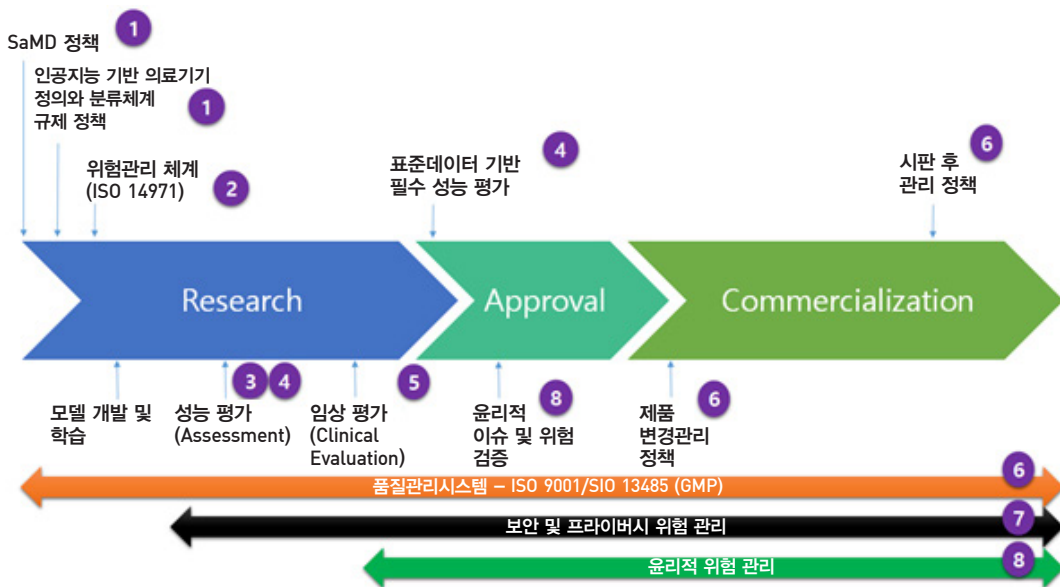 SaMD 정책
1
인공지능 기반 의료기기
정의와 분류체계
규제 정책
1
위험관리 체계
(ISO 14971)
2
표준데이터 기반
필수 성능 평가
4
시판 후
관리 정책
6
Research
Approval
Commercialization
모델 개발 및
학습
성능 평가
(Assessment)
3
4
임상 평가
(Clinical
Evaluation)
5
윤리적
이슈 및 위험
검증
8
제품
변경관리
정책
6
품질관리시스템 – ISO 9001/SIO 13485 (GMP)
6
보안 및 프라이버시 위험 관리
7
윤리적 위험 관리
8